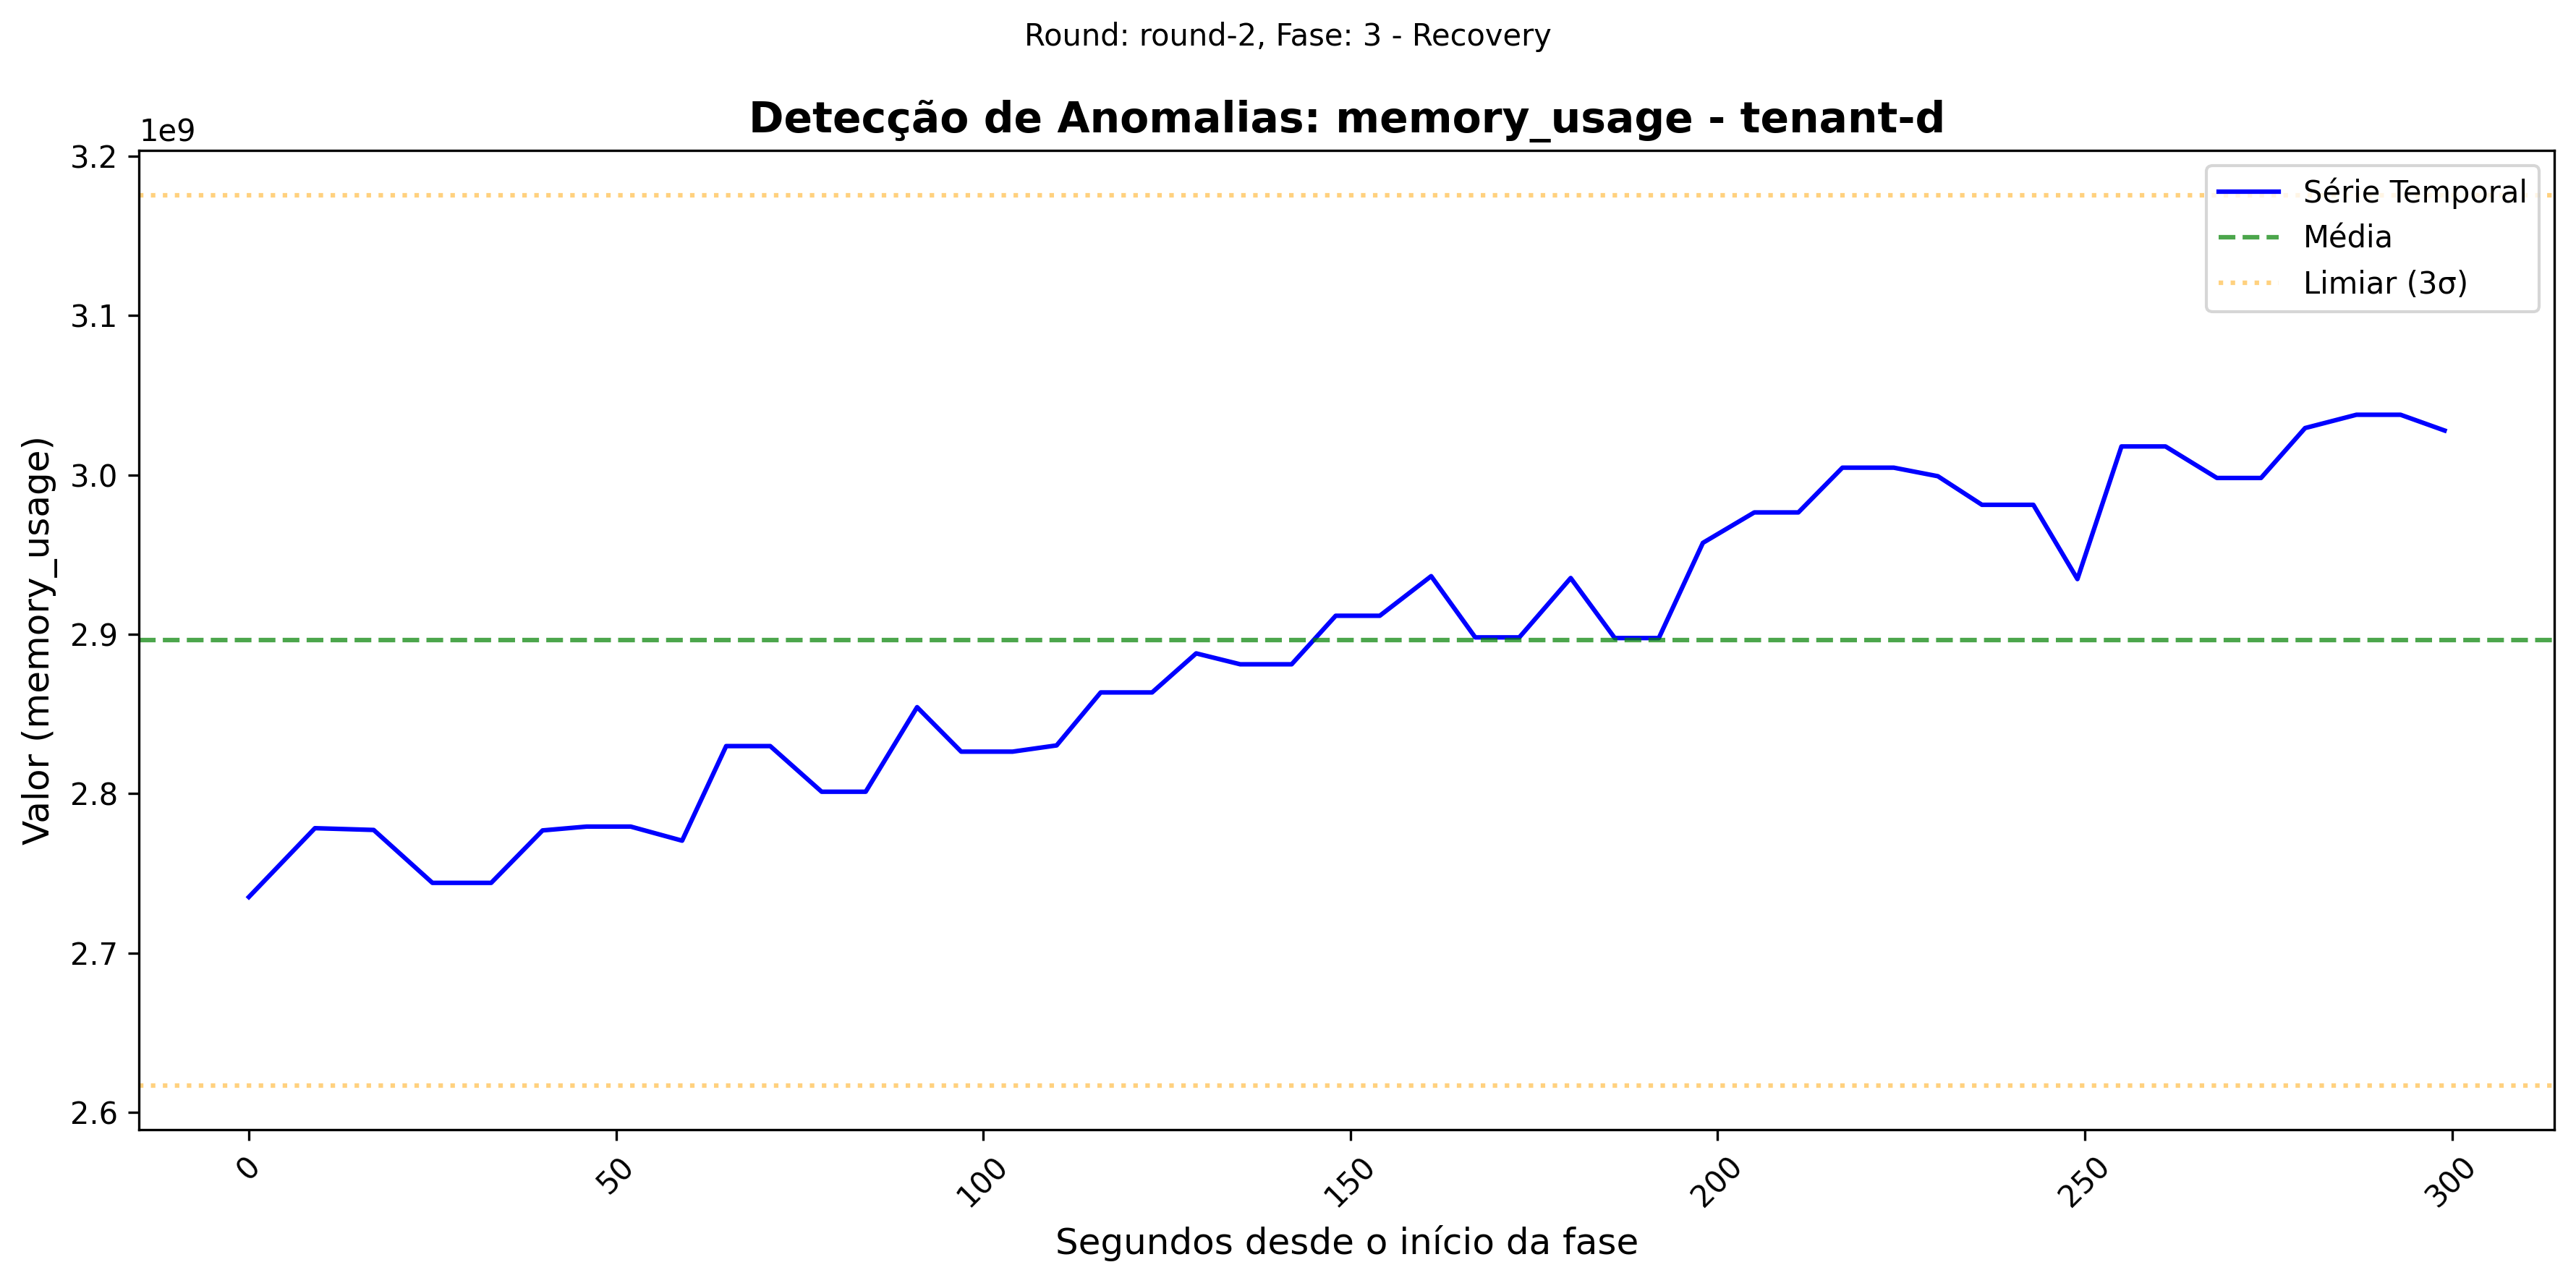 Round: round-2, Fase: 3 - Recovery
Detecção de Anomalias: memory_usage - tenant-d
1e9
3.2
3.1
3.0
2.9
2.8
2.7
2.6
Valor (memory_usage)
Série Temporal
Média
Limiar (3σ)
0
50
100
150
200
250
300
Segundos desde o início da fase